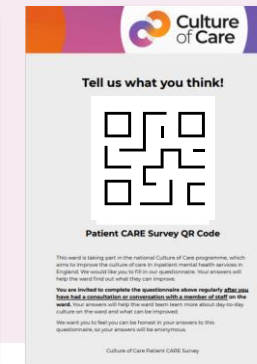 Culture
of Care
Tell us what you think!
Patient CARE Survey QR Code
This ward is taking part in the national Culture of Care programme, which
aims to improve the culture of care in inpatient mental health services in
England. We would like you to fill in our questionnaire. Your answers will
help the ward find out what they can improve.
You are invited to complete the questionnaire above regularly after you
have had a consultation or conversation with a member of staff on the
ward. Your answers will help the ward team learn more about day-to-day
culture on the ward and what can be improved.
We want you to feel you can be honest in your answers to this
questionnaire, so your answers will be anonymous.
Culture of Care Patient CARE Survey